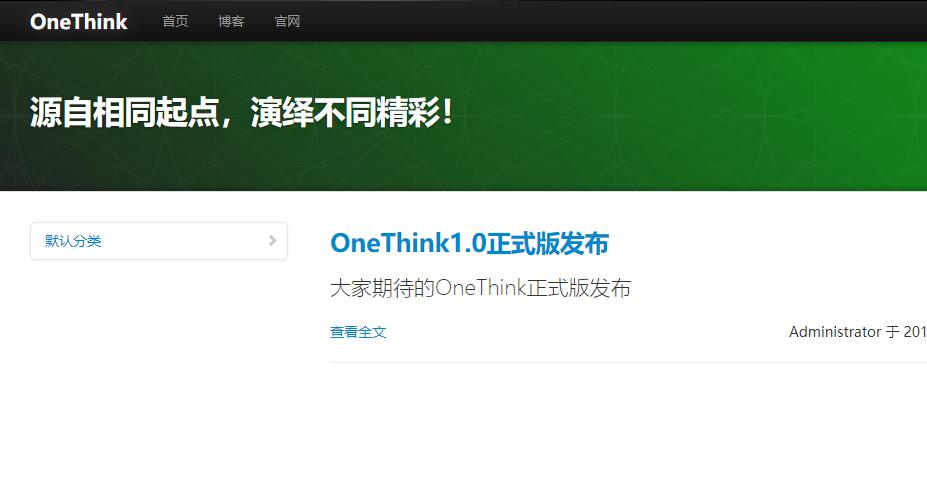 OneThink 首页 博客 官网
源自相同起点，演绎不同精彩！
默认分类
OneThink1.0正式版发布
大家期待的OneThink正式版发布
查看全文 Administrator 于 201